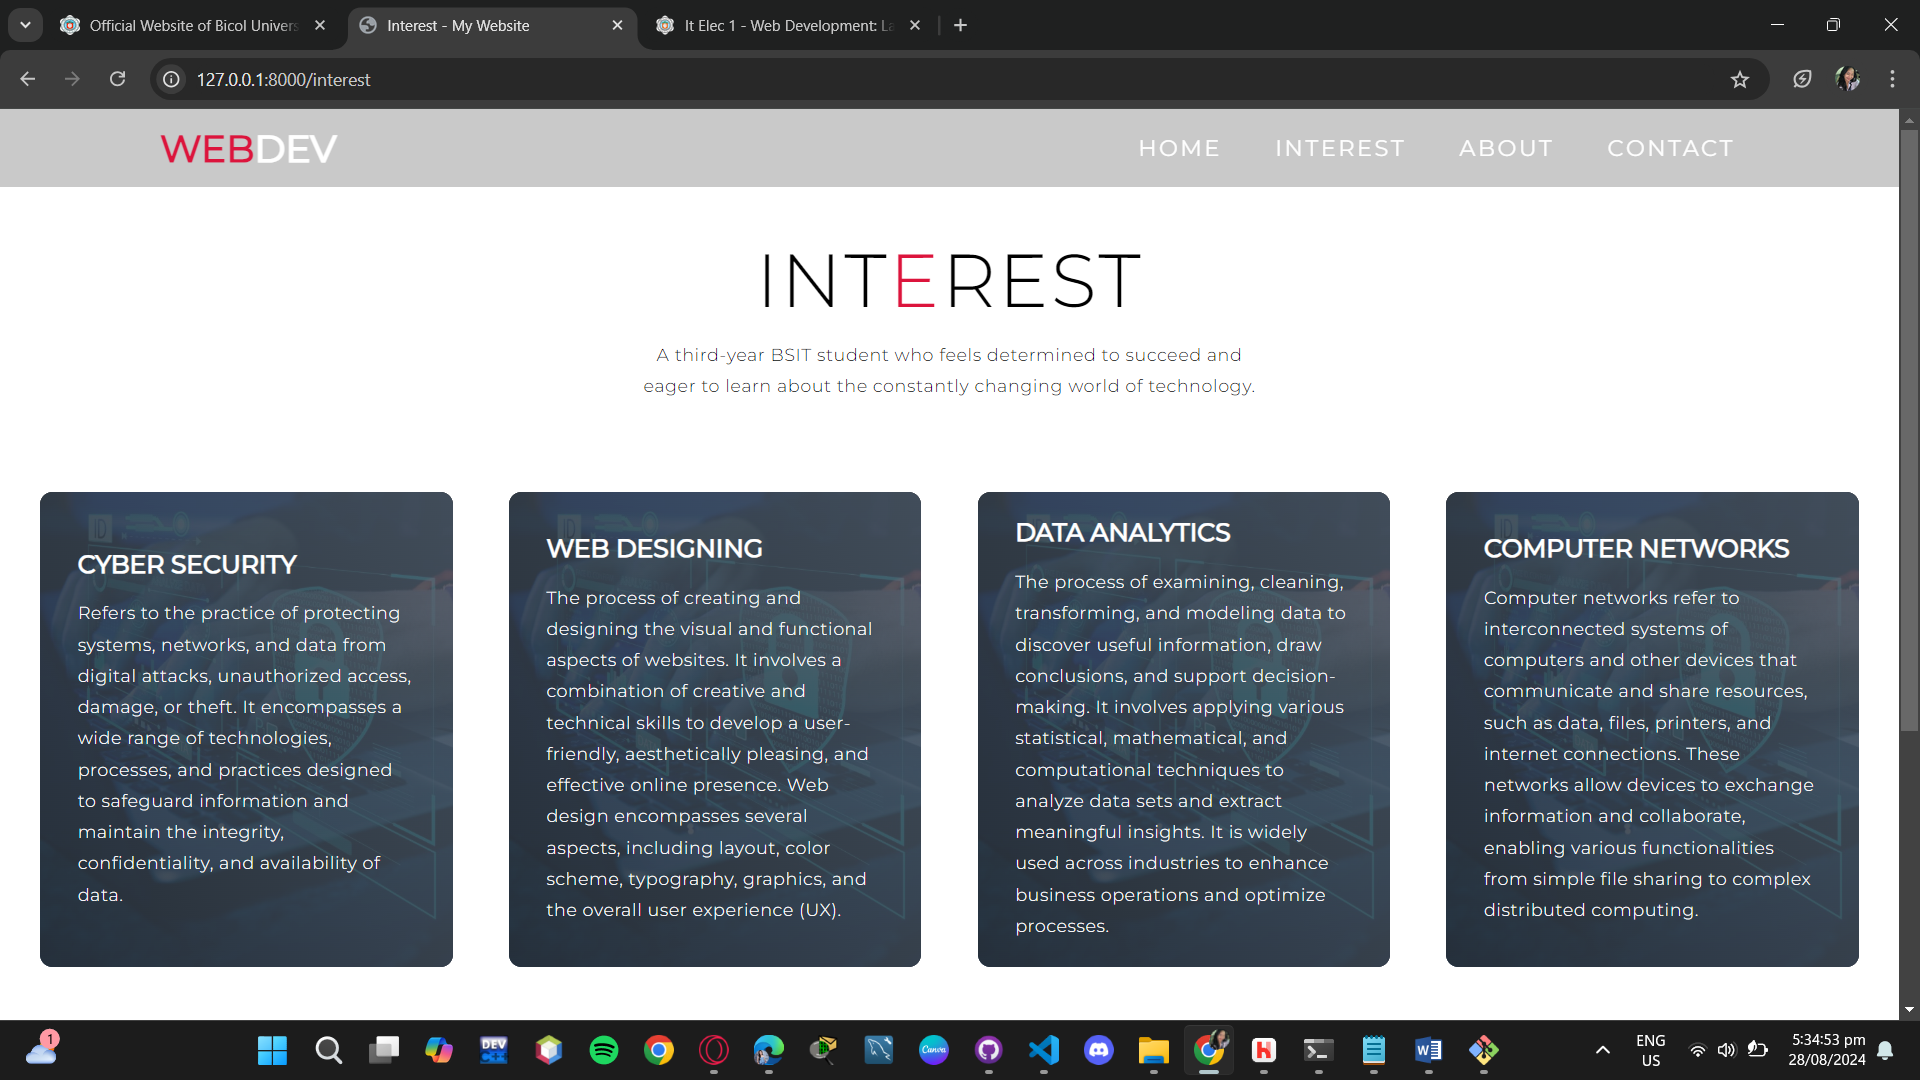 Official Website of Bicol Univers
Interest - My Website
It Elec 1 - Web Development: La
127.0.0.1:8000/interest
WEBDEV
HOME INTEREST ABOUT CONTACT
INTEREST
A third-year BSIT student who feels determined to succeed and
eager to learn about the constantly changing world of technology.
CYBER SECURITY
Refers to the practice of protecting
systems, networks, and data from
digital attacks, unauthorized access,
damage, or theft. It encompasses a
wide range of technologies,
processes, and practices designed
to safeguard information and
maintain the integrity,
confidentiality, and availability of
data.
WEB DESIGNING
The process of creating and
designing the visual and functional
aspects of websites. It involves a
combination of creative and
technical skills to develop a user-
friendly, aesthetically pleasing, and
effective online presence. Web
design encompasses several
aspects, including layout, color
scheme, typography, graphics, and
the overall user experience (UX).
DATA ANALYTICS
The process of examining, cleaning,
transforming, and modeling data to
discover useful information, draw
conclusions, and support decision-
making. It involves applying various
statistical, mathematical, and
computational techniques to
analyze data sets and extract
meaningful insights. It is widely
used across industries to enhance
business operations and optimize
processes.
COMPUTER NETWORKS
Computer networks refer to
interconnected systems of
computers and other devices that
communicate and share resources,
such as data, files, printers, and
internet connections. These
networks allow devices to exchange
information and collaborate,
enabling various functionalities
from simple file sharing to complex
distributed computing.
1
DEV
C++
Canva
H
W
ENG
US
5:34:53 pm
28/08/2024